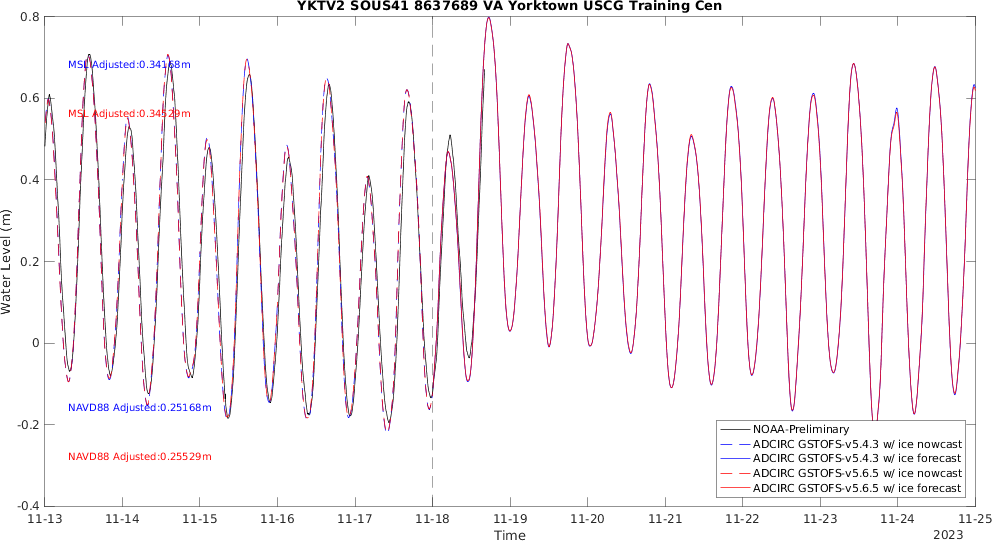 YKTV2 SOUS41 8637689 VA Yorktown USCG Training Cen
0.8
0.6
0.4
0.2
0
-0.2
-0.4
Water Level (m)
MSL Adjusted:0.34168m
MSL Adjusted:0.34529m
NAVD88 Adjusted:0.25168m
NAVD88 Adjusted:0.25529m
NOAA-Preliminary
ADCIRC GSTOFS-v5.4.3 w/ ice nowcast
ADCIRC GSTOFS-v5.4.3 w/ ice forecast
ADCIRC GSTOFS-v5.6.5 w/ ice nowcast
ADCIRC GSTOFS-v5.6.5 w/ ice forecast
11-13 11-14 11-15 11-16 11-17 11-18 11-19 11-20 11-21 11-22 11-23 11-24 11-25
Time
2023